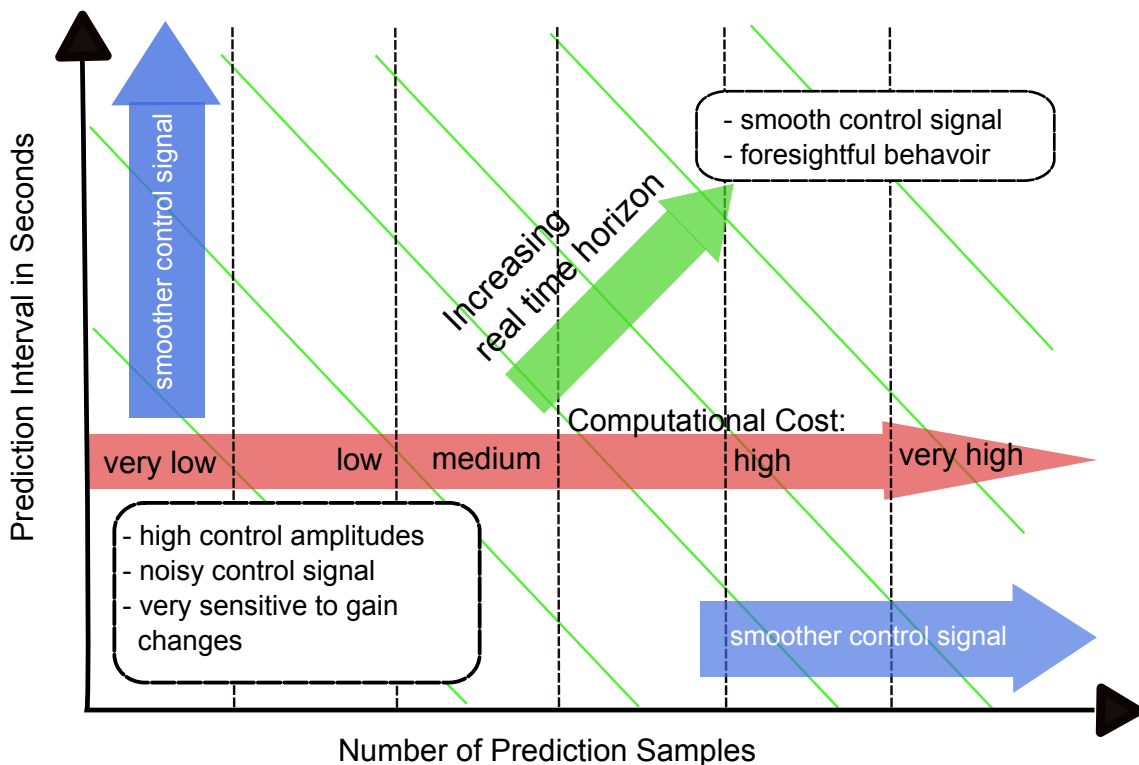 Prediction Interval in Seconds
smoother control signal
- smooth control signal
- foresightful behavoir
Increasing
real time horizon
Computational Cost:
very low
low
medium
high
very high
- high control amplitudes
- noisy control signal
- very sensitive to gain
changes
smoother control signal
Number of Prediction Samples